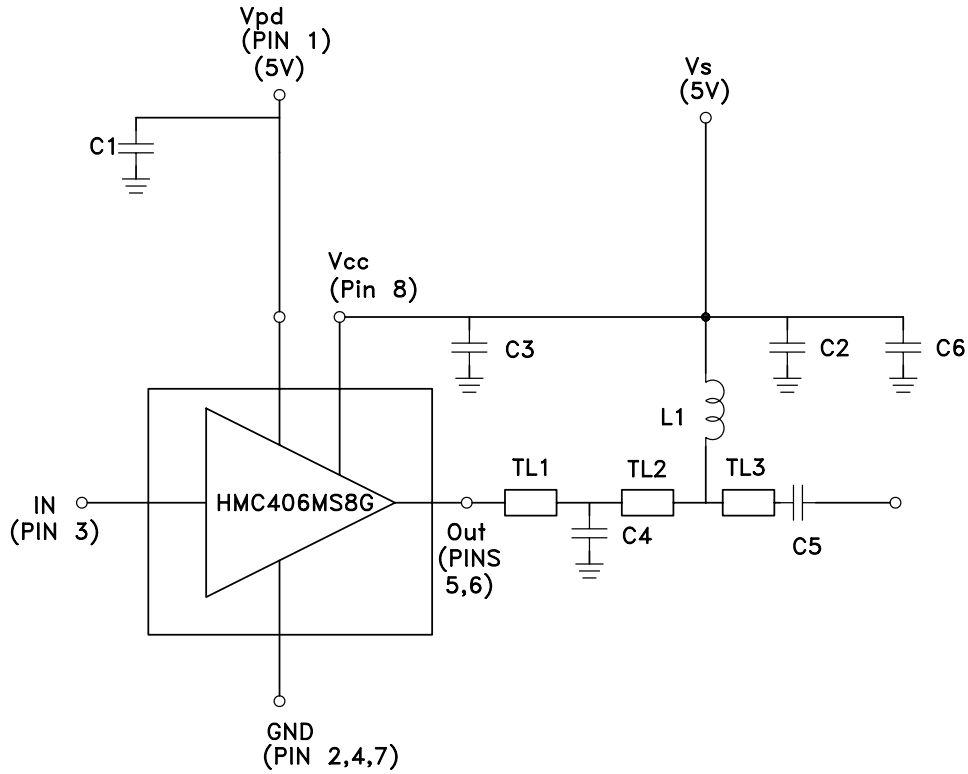 Vpd
(PIN 1)
(5V)
Vs
(5V)
C1
Vcc
(Pin 8)
C3
C2
C6
L1
TL1
TL2
TL3
HMC406MS8G
IN
(PIN 3)
Out
(PINS
5,6)
C4
C5
GND
(PIN 2,4,7)